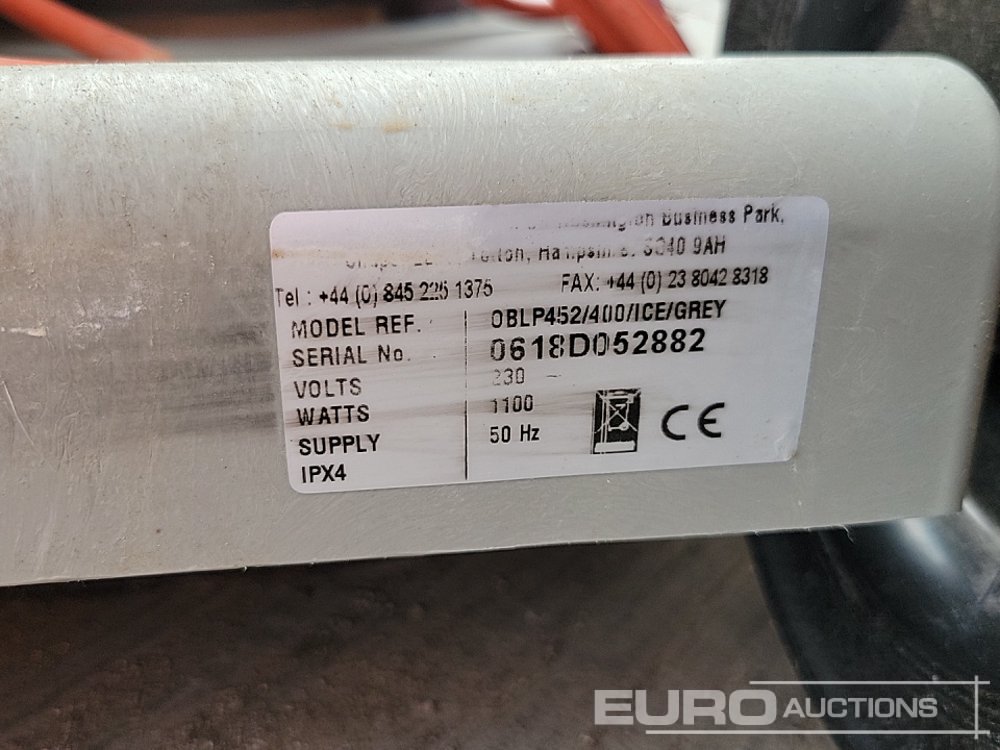 Business Park,
Hampshire. SO40 9AH
Tel : +44 (0) 845 225 1375 FAX: +44 (0) 23 8042 8318
MODEL REF. OBLP452/400/ICE/GREY
SERIAL No. 0618D052882
VOLTS 230 ~
WATTS 1100
SUPPLY 50 Hz
IPX4
CE
EURO AUCTIONS